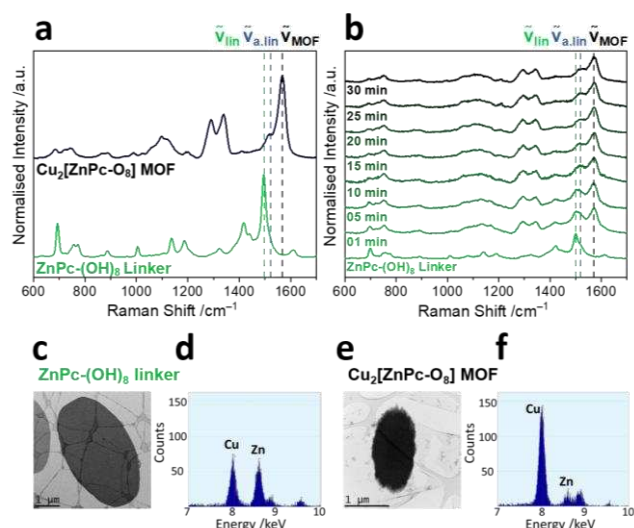 a
ṽlin ṽa.lin ṽMOF
Normalised Intensity /a.u.
Cu2[ZnPc-O8] MOF
ZnPc-(OH)8 Linker
600 800 1000 1200 1400 1600
Raman Shift /cm−1
b
ṽlin ṽa.lin ṽMOF
Normalised Intensity /a.u.
30 min
25 min
20 min
15 min
10 min
05 min
01 min
ZnPc-(OH)8 Linker
600 800 1000 1200 1400 1600
Raman Shift /cm−1
c
ZnPc-(OH)8 linker
1 µm
d
Counts
150
100
50
Cu
Zn
7 8 9 10
Energy /keV
e
Cu2[ZnPc-O8] MOF
1 µm
f
Counts
150
100
50
Cu
Zn
7 8 9 10
Energy /keV